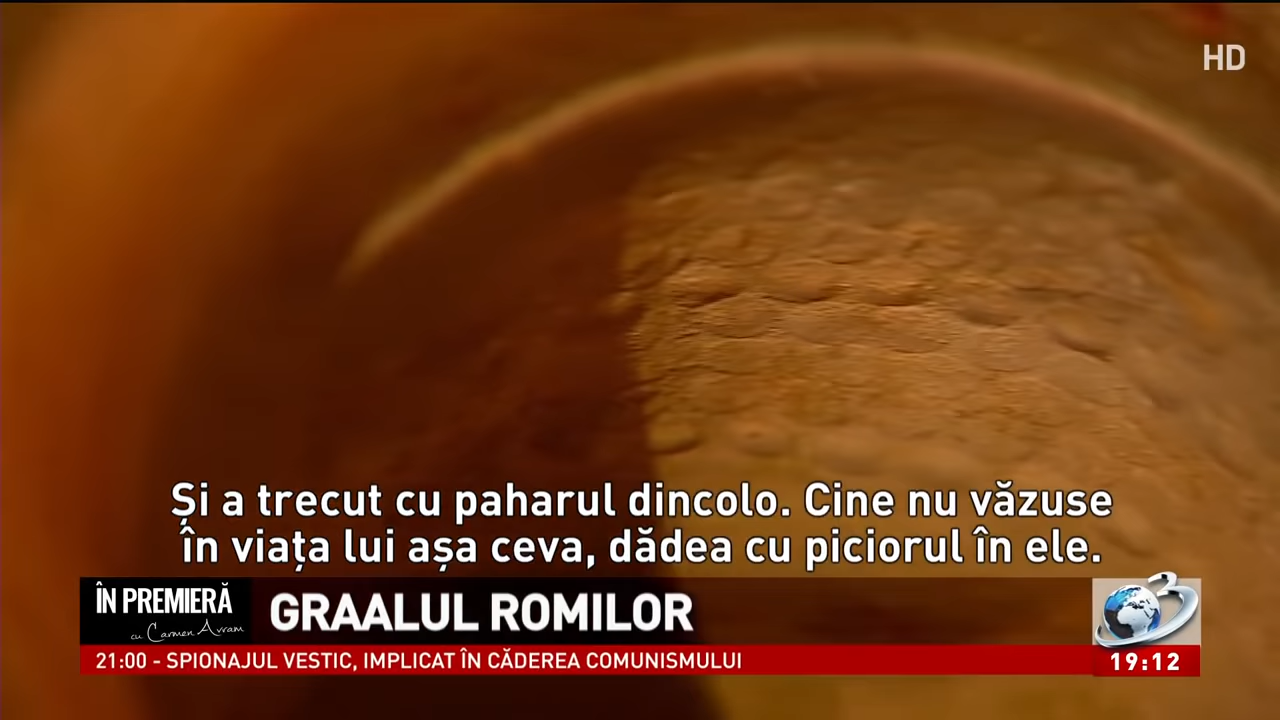 HD
Și a trecut cu paharul dincolo. Cine nu văzuse
în viața lui așa ceva, dădea cu piciorul în ele.
ÎN PREMIERĂ
cu Carmen Avram
GRAALUL ROMILOR
3
21:00 - SPIONAJUL VESTIC, IMPLICAT ÎN CĂDEREA COMUNISMULUI
19:12